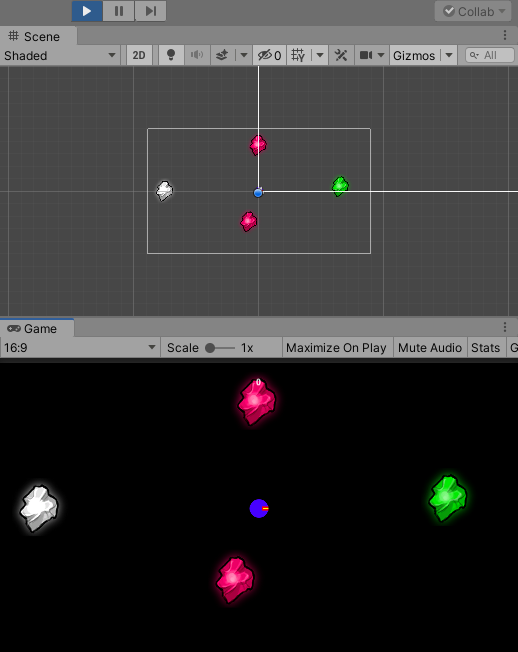 Collab
Scene
Shaded 2D 0 Gizmos All
Game
16:9 Scale 1x Maximize On Play Mute Audio Stats G
0